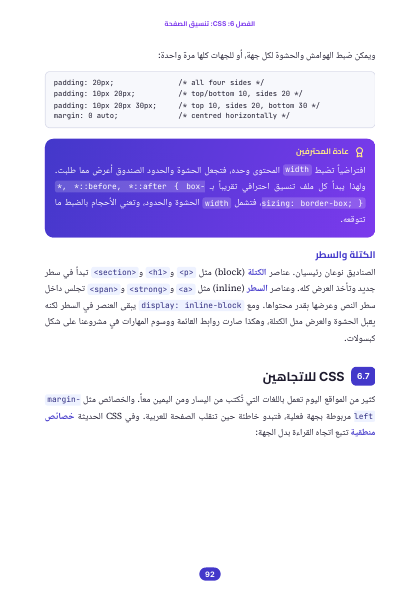 الفصل 6: CSS: تنسيق الصفحة
ويمكن ضبط الهوامش والحشوة لكل جهة، أو للجهات كلها مرة واحدة:
padding: 20px; /* all four sides */
padding: 10px 20px; /* top/bottom 10, sides 20 */
padding: 10px 20px 30px; /* top 10, sides 20, bottom 30 */
margin: 0 auto; /* centred horizontally */
عادة المحترفين
افتراضياً تضبط width المحتوى وحده، فتجعل الحشوة والحدود الصندوق أعرض مما طلبت.
ولهذا يبدأ كل ملف تنسيق احترافي تقريباً بـ *, *::before, *::after { box-
sizing: border-box; }، فتشمل width الحشوة والحدود، وتعني الأحجام بالضبط ما
تتوقعه.
الكتلة والسطر
الصناديق نوعان رئيسيان. عناصر الكتلة (block) مثل <p> و <h1> و <section> تبدأ في سطر
جديد وتأخذ العرض كله. وعناصر السطر (inline) مثل <a> و <strong> و <span> تجلس داخل
سطر النص وعرضها بقدر محتواها. ومع display: inline-block يبقى العنصر في السطر لكنه
يقبل الحشوة والعرض مثل الكتلة، وهكذا صارت روابط القائمة ووسوم المهارات في مشروعنا على شكل
كبسولات.
6.7 CSS للاتجاهين
كثير من المواقع اليوم تعمل باللغات التي تُكتب من اليسار ومن اليمين معاً. والخصائص مثل margin-
left مربوطة بجهة فعلية، فتبدو خاطئة حين تنقلب الصفحة للعربية. وفي CSS الحديثة خصائص
منطقية تتبع اتجاه القراءة بدل الجهة:
92